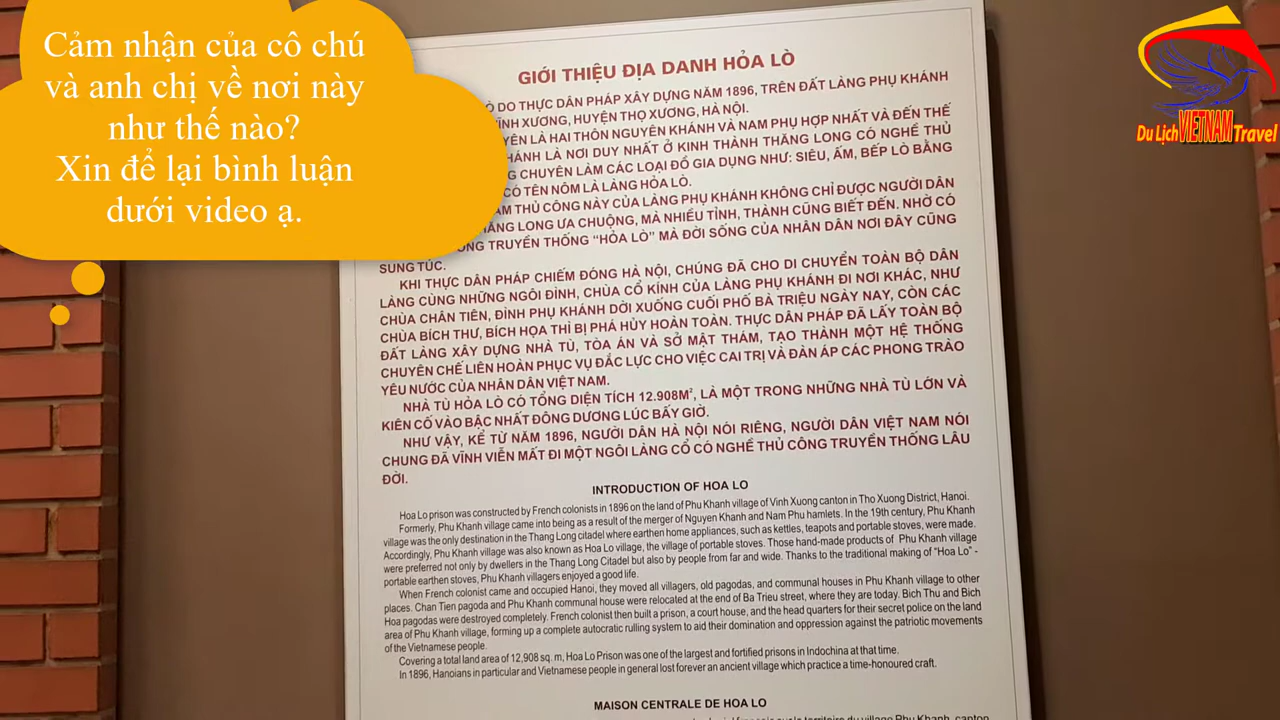 Cảm nhận của cô chú
và anh chị về nơi này
như thế nào?
Xin để lại bình luận
dưới video ạ.
Du Lịch VIETNAM Travel
GIỚI THIỆU ĐỊA DANH HỎA LÒ
DO THỰC DÂN PHÁP XÂY DỰNG NĂM 1896, TRÊN ĐẤT LÀNG PHỤ KHÁNH
XƯƠNG, HUYỆN THỌ XƯƠNG, HÀ NỘI.
LÀ HAI THÔN NGUYÊN KHÁNH VÀ NAM PHỤ HỢP NHẤT VÀ ĐẾN THẾ
LÀ NƠI DUY NHẤT Ở KINH THÀNH THĂNG LONG CÓ NGHỀ THỦ
CHUYÊN LÀM CÁC LOẠI ĐỒ GIA DỤNG NHƯ: SIÊU, ẤM, BẾP LÒ BẰNG
CÓ TÊN NÔM LÀ LÀNG HỎA LÒ.
THỦ CÔNG NÀY CỦA LÀNG PHỤ KHÁNH KHÔNG CHỈ ĐƯỢC NGƯỜI DÂN
LONG ƯA CHUỘNG, MÀ NHIỀU TỈNH, THÀNH CŨNG BIẾT ĐẾN. NHỜ CÓ
TRUYỀN THỐNG “HỎA LÒ” MÀ ĐỜI SỐNG CỦA NHÂN DÂN NƠI ĐÂY CŨNG
SUNG TÚC.
KHI THỰC DÂN PHÁP CHIẾM ĐÓNG HÀ NỘI, CHÚNG ĐÃ CHO DI CHUYỂN TOÀN BỘ DÂN
LÀNG CÙNG NHỮNG NGÔI ĐÌNH, CHÙA CỔ KÍNH CỦA LÀNG PHỤ KHÁNH ĐI NƠI KHÁC, NHƯ
CHÙA CHÂN TIÊN, ĐÌNH PHỤ KHÁNH DỜI XUỐNG CUỐI PHỐ BÀ TRIỆU NGÀY NAY, CÒN CÁC
CHÙA BÍCH THƯ, BÍCH HỌA THÌ BỊ PHÁ HỦY HOÀN TOÀN. THỰC DÂN PHÁP ĐÃ LẤY TOÀN BỘ
ĐẤT LÀNG XÂY DỰNG NHÀ TÙ, TÒA ÁN VÀ SỞ MẬT THÁM, TẠO THÀNH MỘT HỆ THỐNG
CHUYÊN CHẾ LIÊN HOÀN PHỤC VỤ ĐẮC LỰC CHO VIỆC CAI TRỊ VÀ ĐÀN ÁP CÁC PHONG TRÀO
YÊU NƯỚC CỦA NHÂN DÂN VIỆT NAM.
NHÀ TÙ HỎA LÒ CÓ TỔNG DIỆN TÍCH 12.908M², LÀ MỘT TRONG NHỮNG NHÀ TÙ LỚN VÀ
KIÊN CỐ VÀO BẬC NHẤT ĐÔNG DƯƠNG LÚC BẤY GIỜ.
NHƯ VẬY, KỂ TỪ NĂM 1896, NGƯỜI DÂN HÀ NỘI NÓI RIÊNG, NGƯỜI DÂN VIỆT NAM NÓI
CHUNG ĐÃ VĨNH VIỄN MẤT ĐI MỘT NGÔI LÀNG CỔ CÓ NGHỀ THỦ CÔNG TRUYỀN THỐNG LÂU
ĐỜI.
INTRODUCTION OF HOA LO
Hoa Lo prison was constructed by French colonists in 1896 on the land of Phu Khanh village of Vinh Xuong canton in Tho Xuong District, Hanoi.
Formerly, Phu Khanh village came into being as a result of the merger of Nguyen Khanh and Nam Phu hamlets. In the 19th century, Phu Khanh
village was the only destination in the Thang Long citadel where earthen home appliances, such as kettles, teapots and portable stoves, were made.
Accordingly, Phu Khanh village was also known as Hoa Lo village, the village of portable stoves. Those hand-made products of Phu Khanh village
were preferred not only by dwellers in the Thang Long Citadel but also by people from far and wide. Thanks to the traditional making of “Hoa Lo” -
portable earthen stoves, Phu Khanh villagers enjoyed a good life.
When French colonist came and occupied Hanoi, they moved all villagers, old pagodas, and communal houses in Phu Khanh village to other
places. Chan Tien pagoda and Phu Khanh communal house were relocated at the end of Ba Trieu street, where they are today. Bich Thu and Bich
Hoa pagodas were destroyed completely. French colonist then built a prison, a court house, and the head quarters for their secret police on the land
area of Phu Khanh village, forming up a complete autocratic rulling system to aid their domination and oppression against the patriotic movements
of the Vietnamese people.
Covering a total land area of 12,908 sq. m, Hoa Lo Prison was one of the largest and fortified prisons in Indochina at that time.
In 1896, Hanoians in particular and Vietnamese people in general lost forever an ancient village which practice a time-honoured craft.
MAISON CENTRALE DE HOA LO